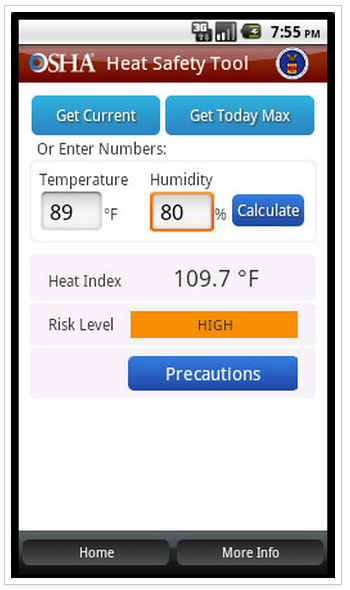 3G
7:55 PM
OSHA® Heat Safety Tool
Get Current
Get Today Max
Or Enter Numbers:
Temperature Humidity
89 °F 80 % Calculate
Heat Index 109.7 °F
Risk Level HIGH
Precautions
Home More Info